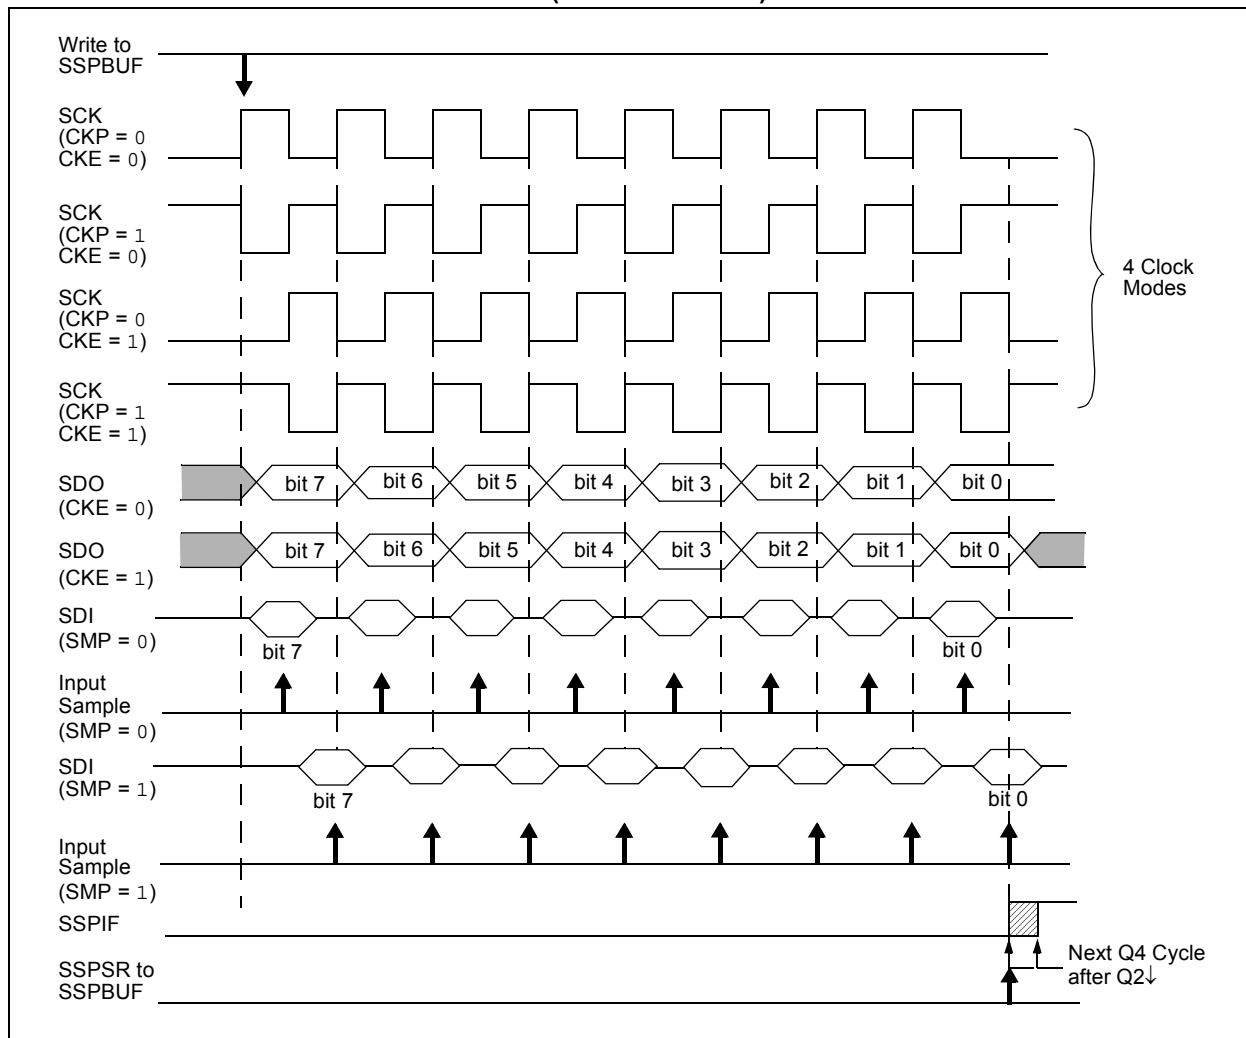 Write to
SSPBUF
SCK
(CKP = 0
CKE = 0)
SCK
(CKP = 1
CKE = 0)
SCK
(CKP = 0
CKE = 1)
SCK
(CKP = 1
CKE = 1)
4 Clock
Modes
SDO
(CKE = 0)
bit 7 bit 6 bit 5 bit 4 bit 3 bit 2 bit 1 bit 0
SDO
(CKE = 1)
bit 7 bit 6 bit 5 bit 4 bit 3 bit 2 bit 1 bit 0
SDI
(SMP = 0)
bit 7 bit 0
Input
Sample
(SMP = 0)
SDI
(SMP = 1)
bit 7 bit 0
Input
Sample
(SMP = 1)
SSPIF
Next Q4 Cycle
after Q2↓
SSPSR to
SSPBUF